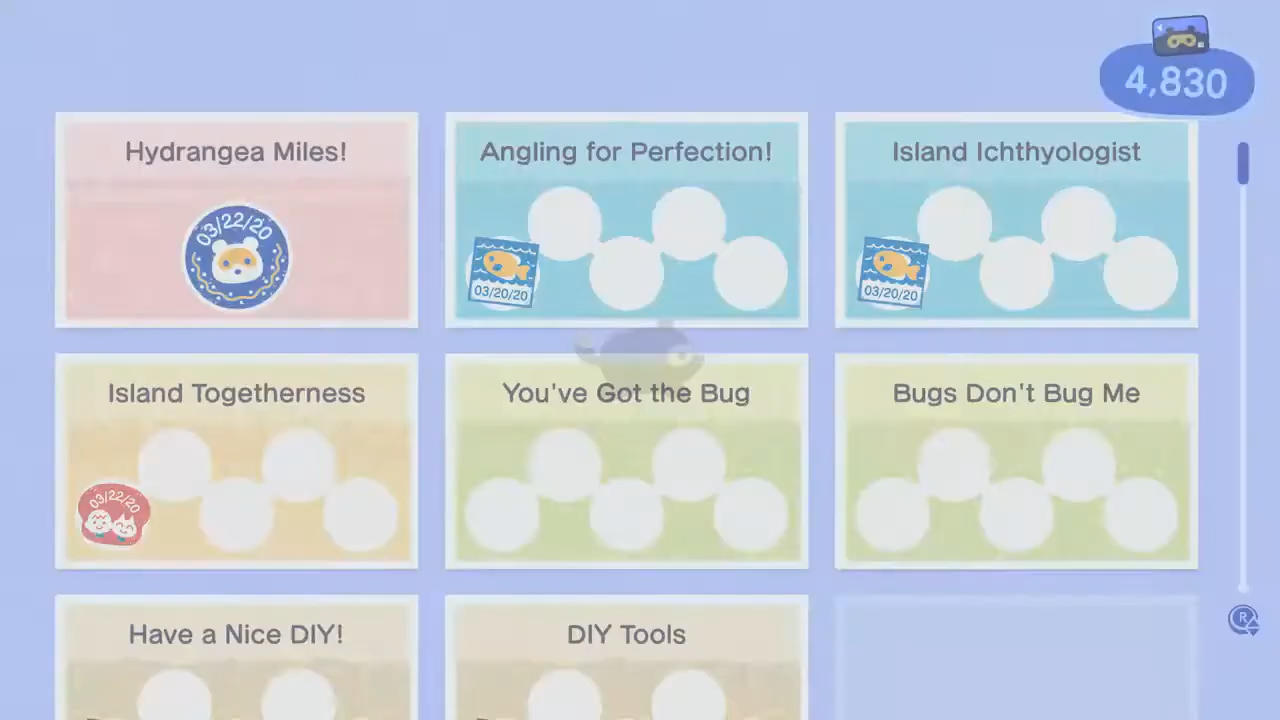 4,830
Hydrangea Miles!
03/22/20
Angling for Perfection!
03/20/20
Island Ichthyologist
03/20/20
Island Togetherness
03/22/20
You've Got the Bug
Bugs Don't Bug Me
Have a Nice DIY!
DIY Tools
R